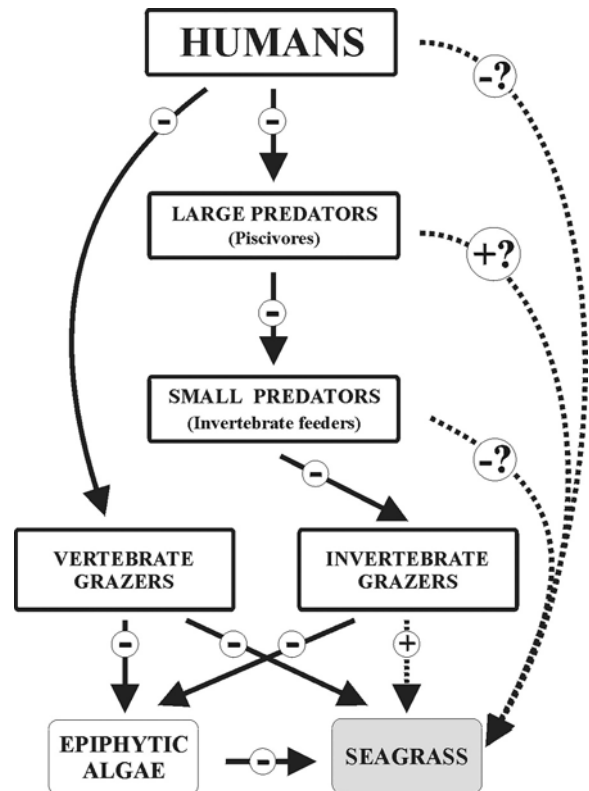 HUMANS
-?
-
-
LARGE PREDATORS
(Piscivores)
+?
-
SMALL PREDATORS
(Invertebrate feeders)
-?
-
VERTEBRATE
GRAZERS
INVERTEBRATE
GRAZERS
-
-
-
+
EPIPHYTIC
ALGAE
-
SEAGRASS